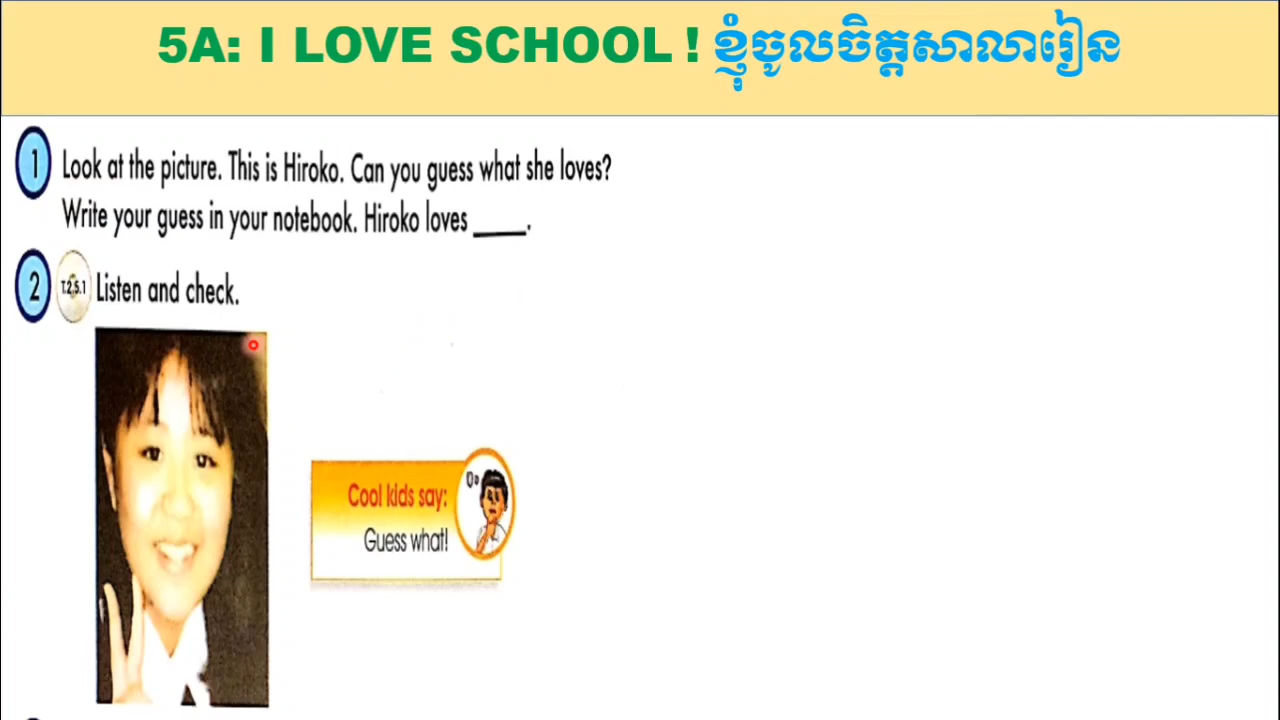 5A: I LOVE SCHOOL ! ខ្ញុំចូលចិត្តសាលារៀន
1 Look at the picture. This is Hiroko. Can you guess what she loves?
Write your guess in your notebook. Hiroko loves ____.
2 T.2.5.1 Listen and check.
Cool kids say:
Guess what!